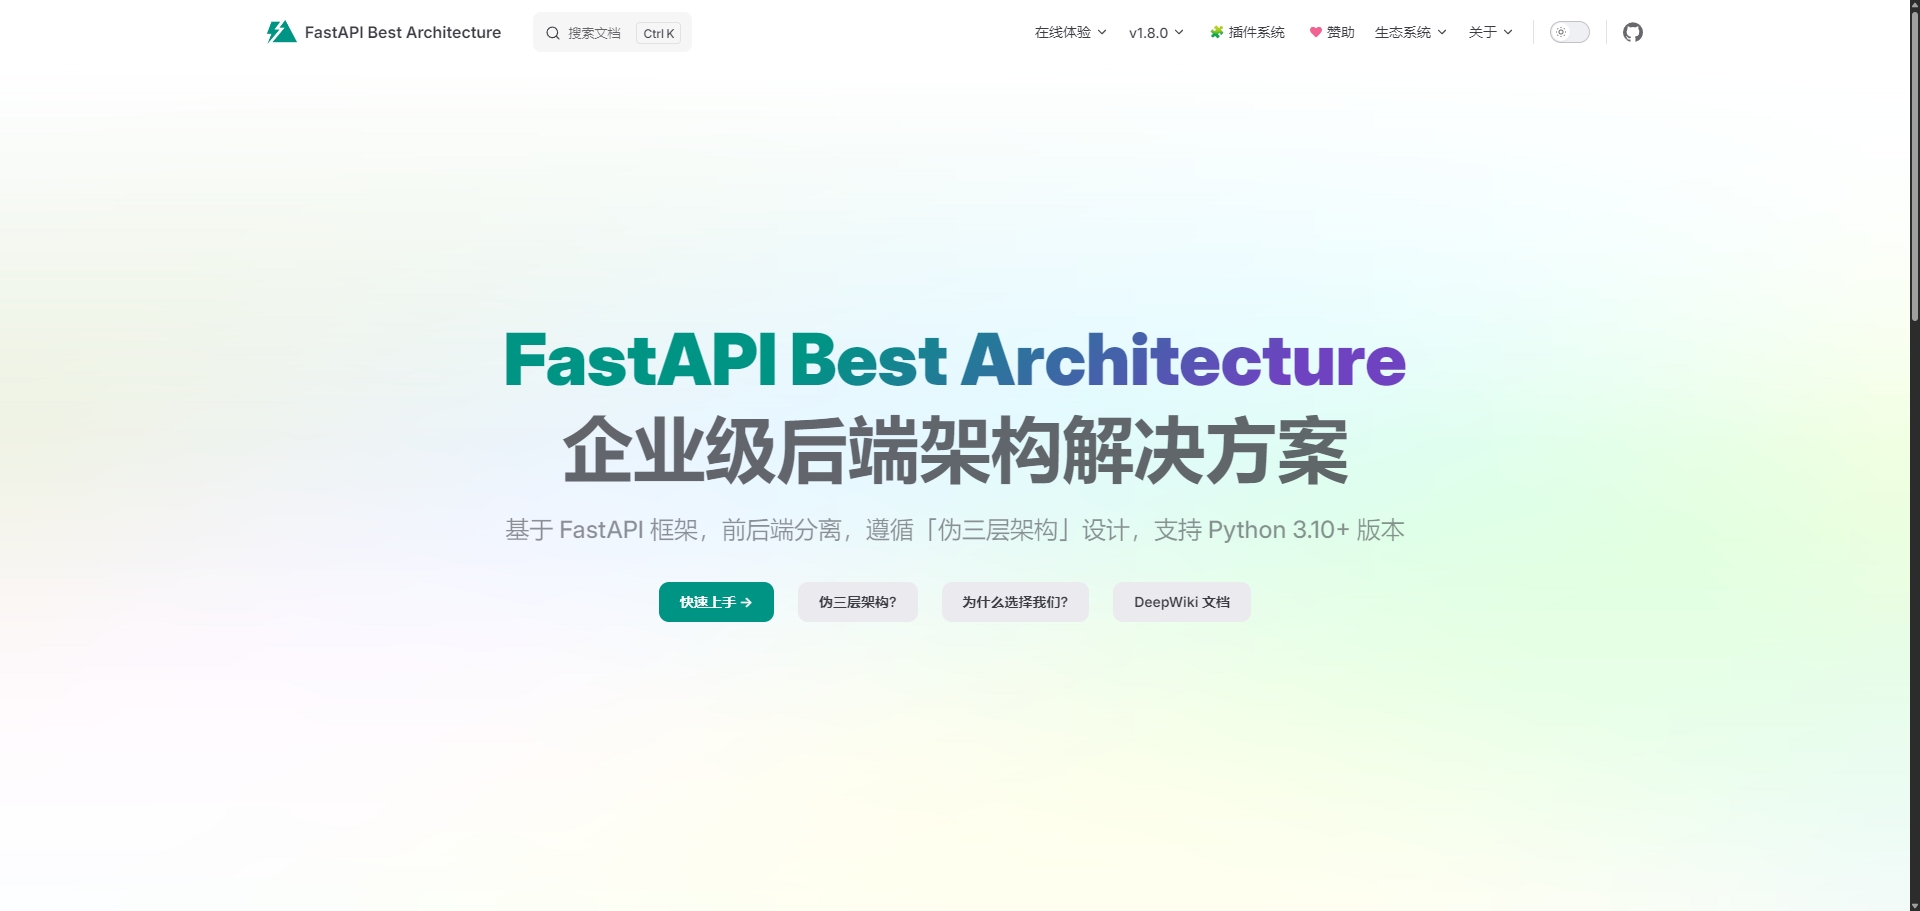 FastAPI Best Architecture
搜索文档 Ctrl K
在线体验 v1.8.0 插件系统 赞助 生态系统 关于
FastAPI Best Architecture
企业级后端架构解决方案
基于 FastAPI 框架，前后端分离，遵循「伪三层架构」设计，支持 Python 3.10+ 版本
快速上手 →
伪三层架构?
为什么选择我们?
DeepWiki 文档